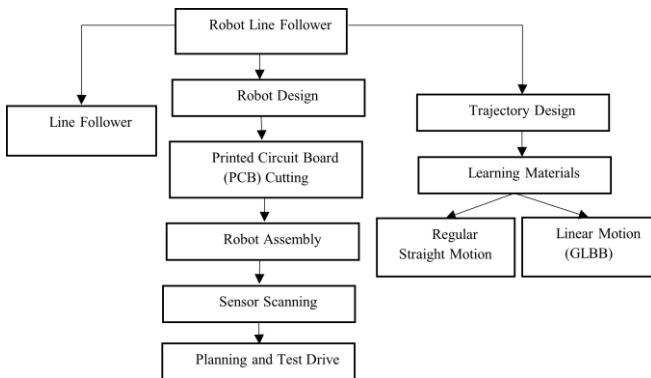 Robot Line Follower
Robot Design
Line Follower
Trajectory Design
Printed Circuit Board
(PCB) Cutting
Learning Materials
Robot Assembly
Regular
Straight Motion
Linear Motion
(GLBB)
Sensor Scanning
Planning and Test Drive